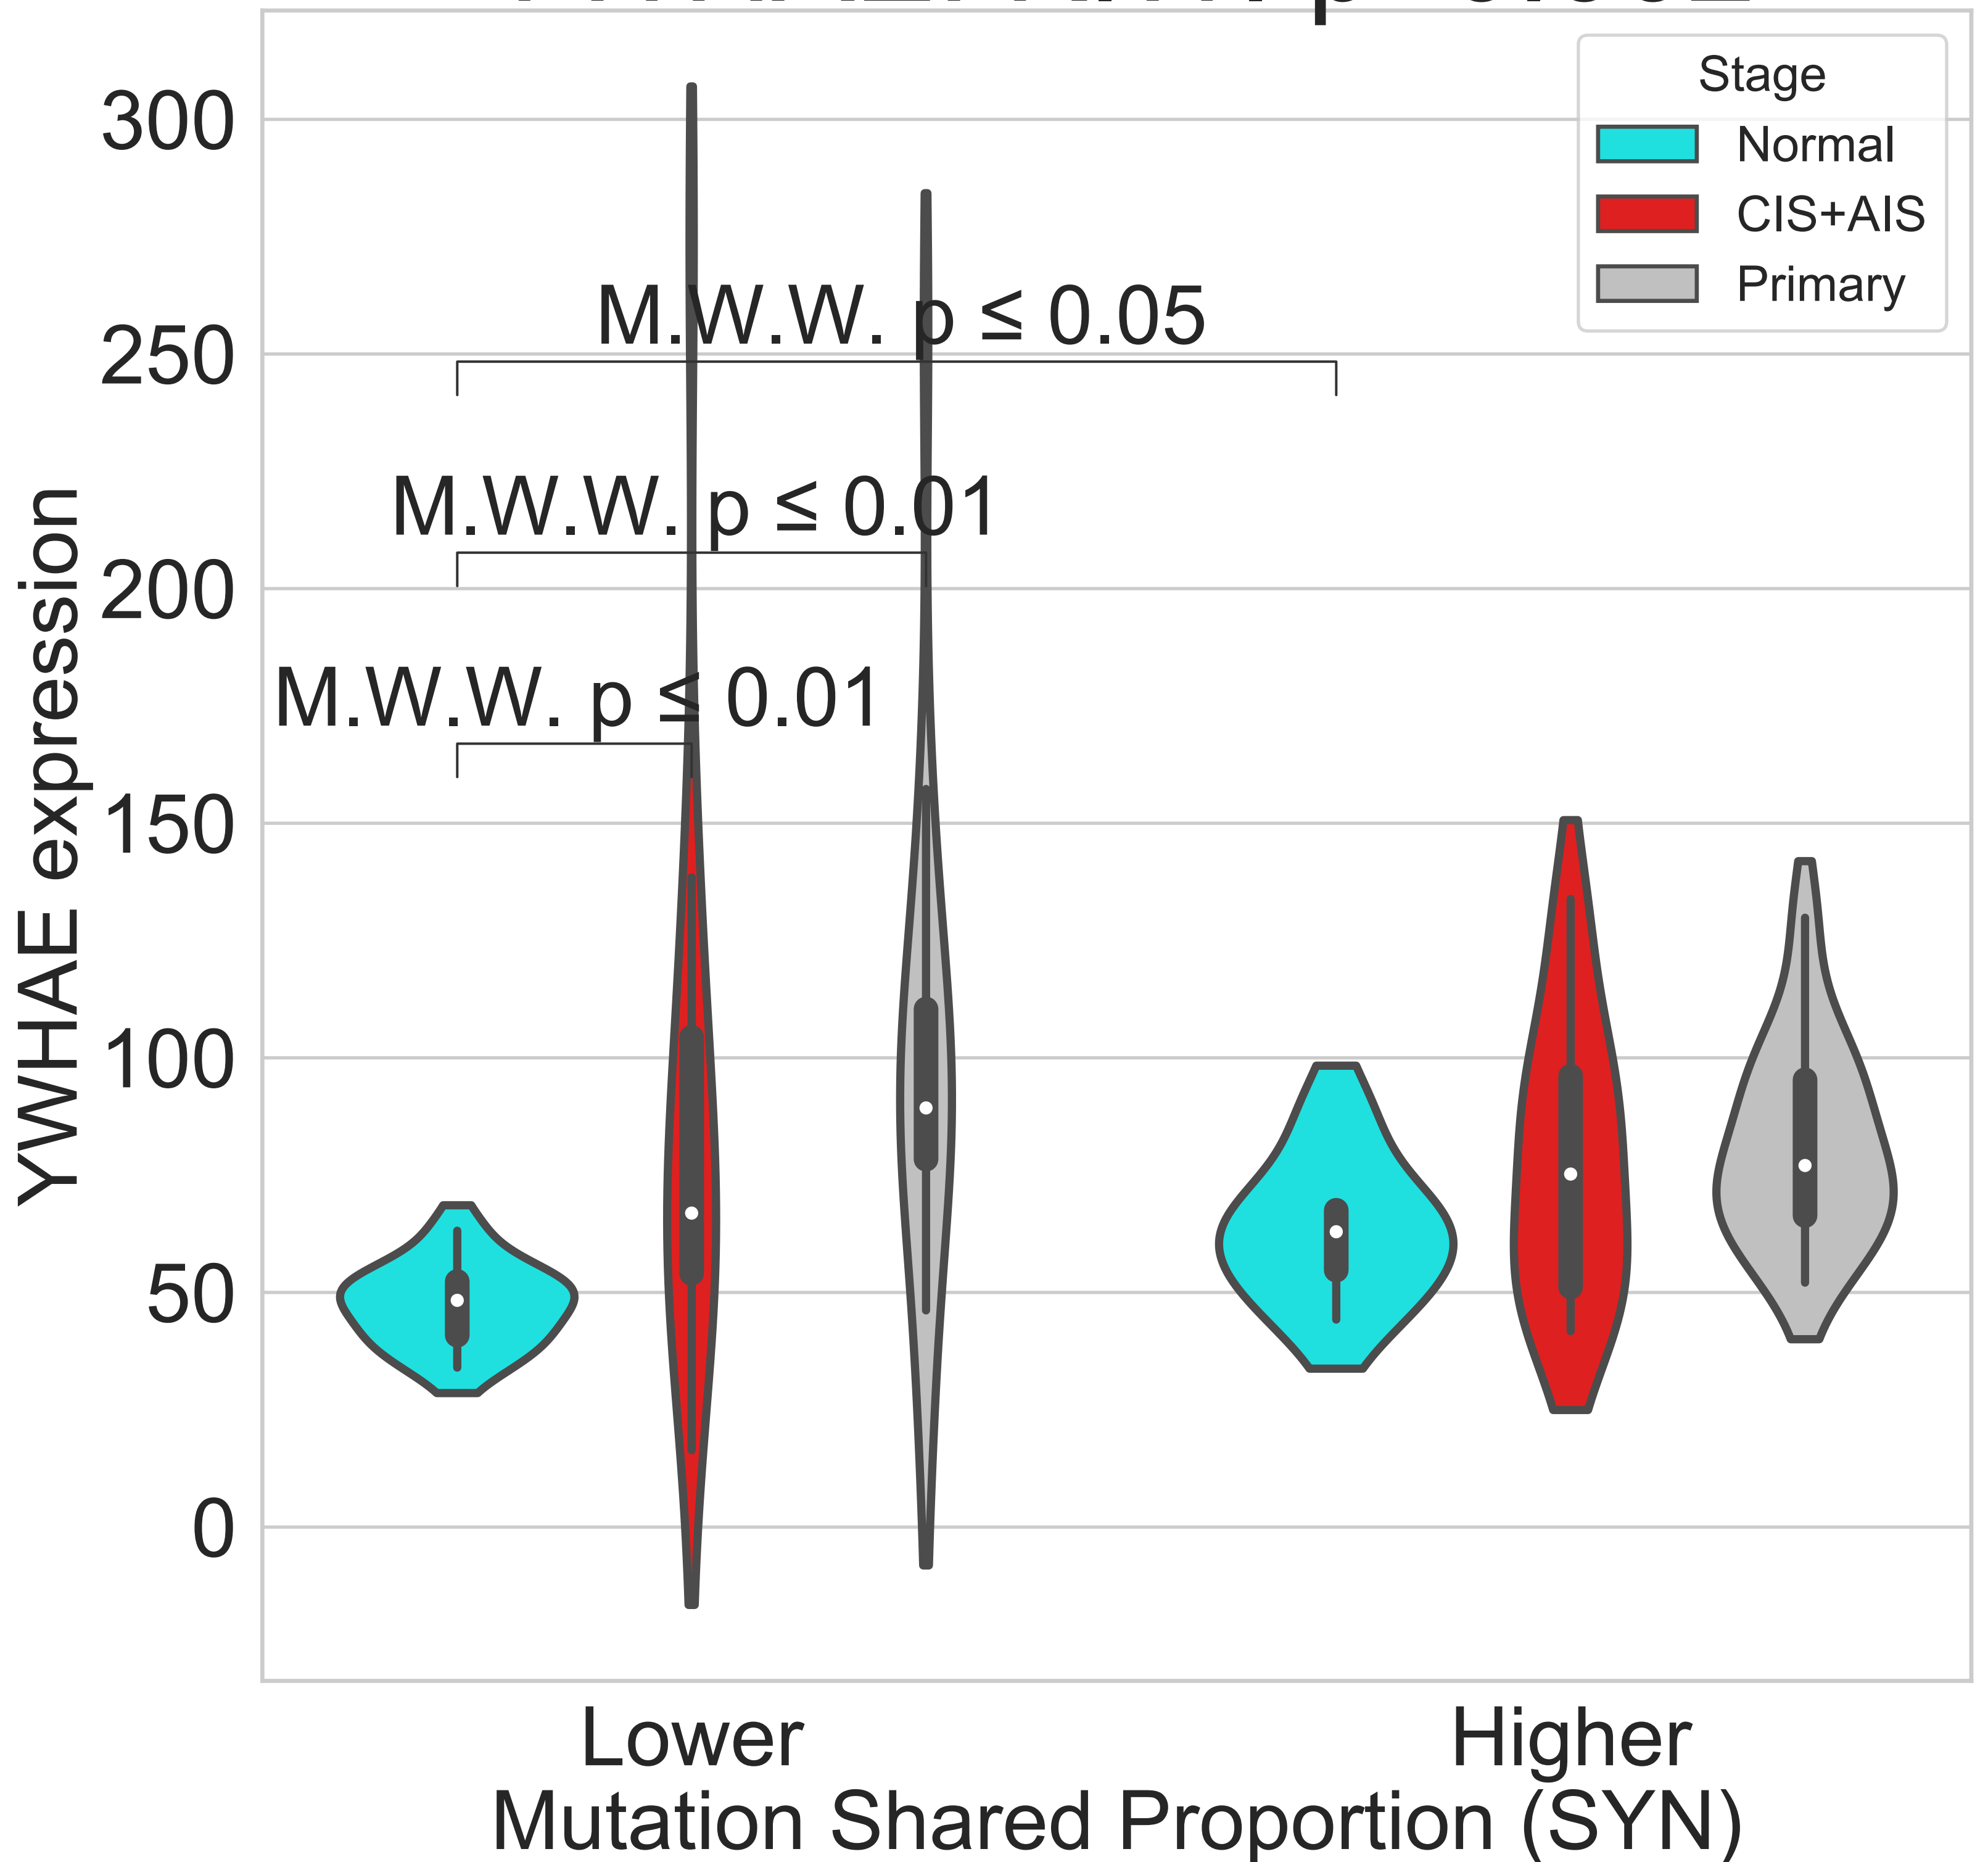 Stage
Normal
CIS+AIS
Primary
300
250
200
150
100
50
0
YWHAE expression
M.W.W. p ≤ 0.05
M.W.W. p ≤ 0.01
M.W.W. p ≤ 0.01
Lower
Higher
Mutation Shared Proportion (SYN)